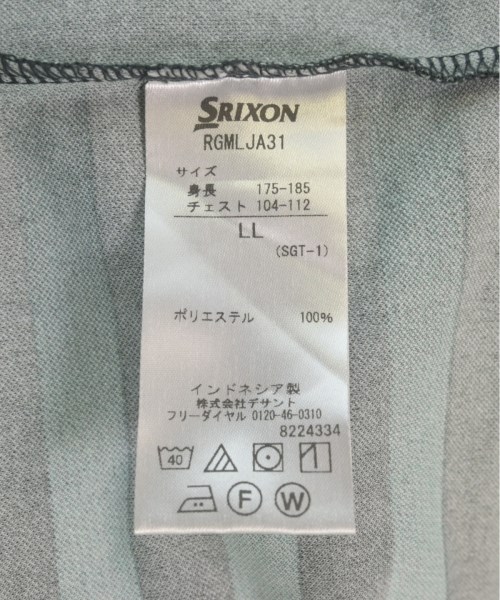 SRIXON
RGMLJA31
サイズ
身長 175-185
チェスト 104-112
LL
(SGT-1)
ポリエステル 100%
インドネシア製
株式会社デサント
フリーダイヤル 0120-46-0310
8224334
40
F W